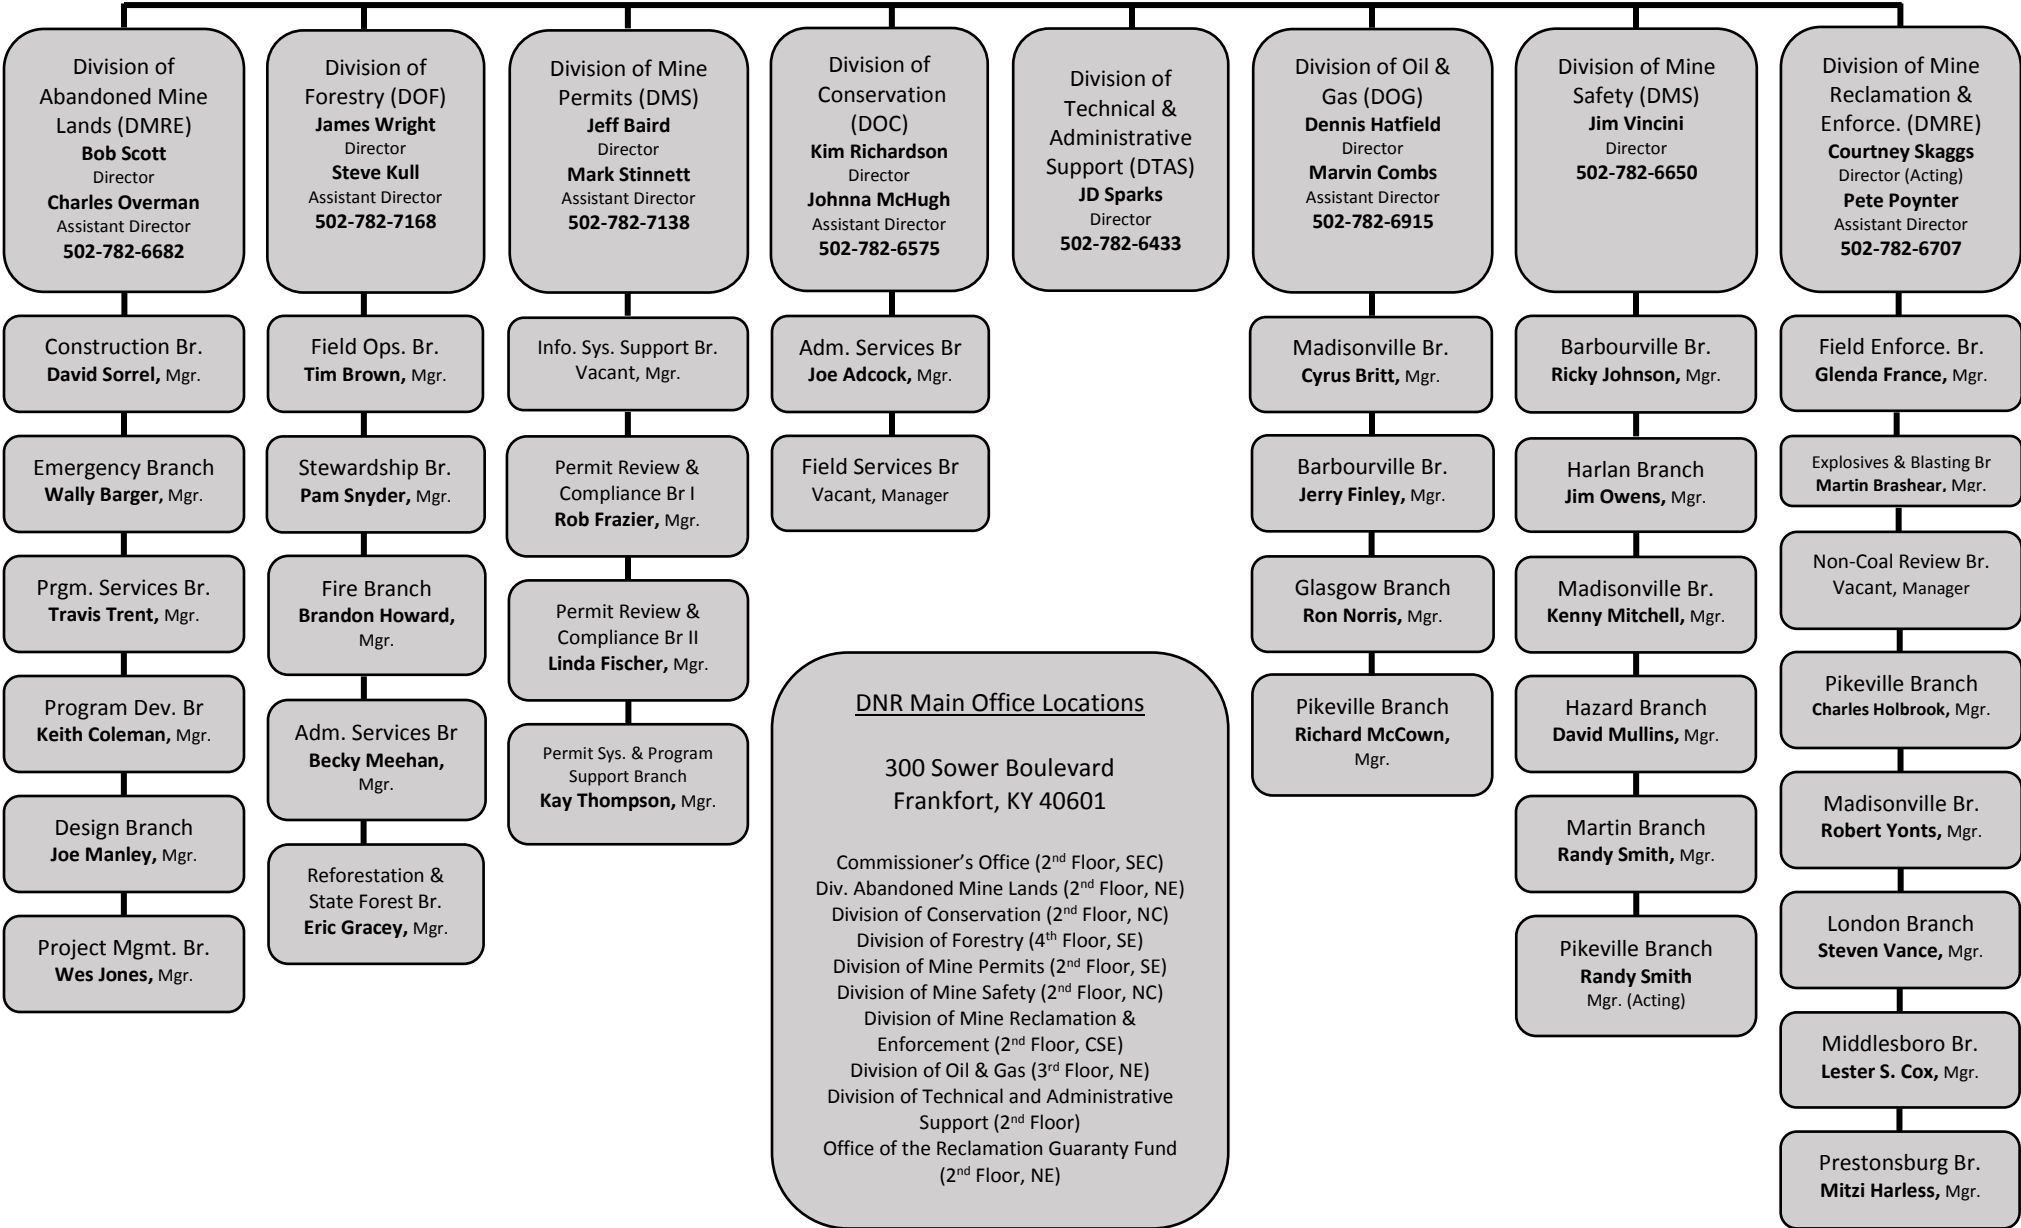 Division of
Abandoned Mine
Lands (DMRE)
Bob Scott
Director
Charles Overman
Assistant Director
502-782-6682
Construction Br.
David Sorrel, Mgr.
Emergency Branch
Wally Barger, Mgr.
Prgm. Services Br.
Travis Trent, Mgr.
Program Dev. Br
Keith Coleman, Mgr.
Design Branch
Joe Manley, Mgr.
Project Mgmt. Br.
Wes Jones, Mgr.
Division of
Forestry (DOF)
James Wright
Director
Steve Kull
Assistant Director
502-782-7168
Field Ops. Br.
Tim Brown, Mgr.
Stewardship Br.
Pam Snyder, Mgr.
Fire Branch
Brandon Howard,
Mgr.
Adm. Services Br
Becky Meehan,
Mgr.
Reforestation &
State Forest Br.
Eric Gracey, Mgr.
Division of Mine
Permits (DMS)
Jeff Baird
Director
Mark Stinnett
Assistant Director
502-782-7138
Info. Sys. Support Br.
Vacant, Mgr.
Permit Review &
Compliance Br I
Rob Frazier, Mgr.
Permit Review &
Compliance Br II
Linda Fischer, Mgr.
Permit Sys. & Program
Support Branch
Kay Thompson, Mgr.
Division of
Conservation
(DOC)
Kim Richardson
Director
Johnna McHugh
Assistant Director
502-782-6575
Adm. Services Br
Joe Adcock, Mgr.
Field Services Br
Vacant, Manager
Division of
Technical &
Administrative
Support (DTAS)
JD Sparks
Director
502-782-6433
DNR Main Office Locations
300 Sower Boulevard
Frankfort, KY 40601
Commissioner's Office (2nd Floor, SEC)
Div. Abandoned Mine Lands (2nd Floor, NE)
Division of Conservation (2nd Floor, NC)
Division of Forestry (4th Floor, SE)
Division of Mine Permits (2nd Floor, SE)
Division of Mine Safety (2nd Floor, NC)
Division of Mine Reclamation &
Enforcement (2nd Floor, CSE)
Division of Oil & Gas (3rd Floor, NE)
Division of Technical and Administrative
Support (2nd Floor)
Office of the Reclamation Guaranty Fund
(2nd Floor, NE)
Division of Oil &
Gas (DOG)
Dennis Hatfield
Director
Marvin Combs
Assistant Director
502-782-6915
Madisonville Br.
Cyrus Britt, Mgr.
Barbourville Br.
Jerry Finley, Mgr.
Glasgow Branch
Ron Norris, Mgr.
Pikeville Branch
Richard McCown,
Mgr.
Division of Mine
Safety (DMS)
Jim Vincini
Director
502-782-6650
Barbourville Br.
Ricky Johnson, Mgr.
Harlan Branch
Jim Owens, Mgr.
Madisonville Br.
Kenny Mitchell, Mgr.
Hazard Branch
David Mullins, Mgr.
Martin Branch
Randy Smith, Mgr.
Pikeville Branch
Randy Smith
Mgr. (Acting)
Division of Mine
Reclamation &
Enforce. (DMRE)
Courtney Skaggs
Director (Acting)
Pete Poynter
Assistant Director
502-782-6707
Field Enforce. Br.
Glenda France, Mgr.
Explosives & Blasting Br
Martin Brashear, Mgr.
Non-Coal Review Br.
Vacant, Manager
Pikeville Branch
Charles Holbrook, Mgr.
Madisonville Br.
Robert Yonts, Mgr.
London Branch
Steven Vance, Mgr.
Middlesboro Br.
Lester S. Cox, Mgr.
Prestonsburg Br.
Mitzi Harless, Mgr.